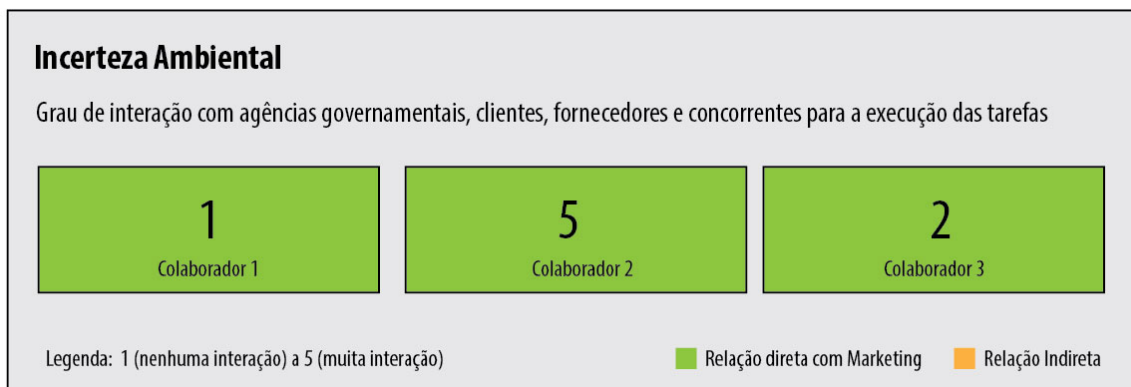 Incerteza Ambiental
Grau de interação com agências governamentais, clientes, fornecedores e concorrentes para a execução das tarefas
1
Colaborador 1
5
Colaborador 2
2
Colaborador 3
Legenda: 1 (nenhuma interação) a 5 (muita interação)
Relação direta com Marketing
Relação Indireta